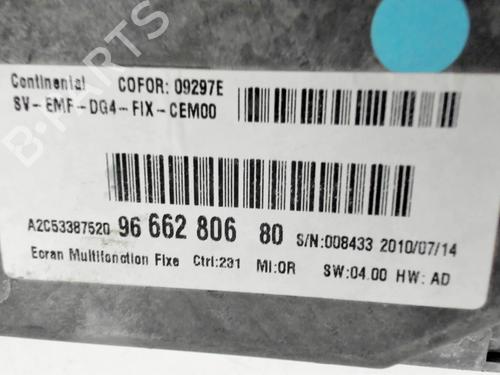 Continental COFOR: 09297E
SV-EMF-DG4-FIX-CEM00
A2C53387520 96 662 806 80 S/N:008433 2010/07/14
Ecran Multifonction Fixe Ctrl:231 MI:OR SW:04.00 HW: AD
B-PARTS